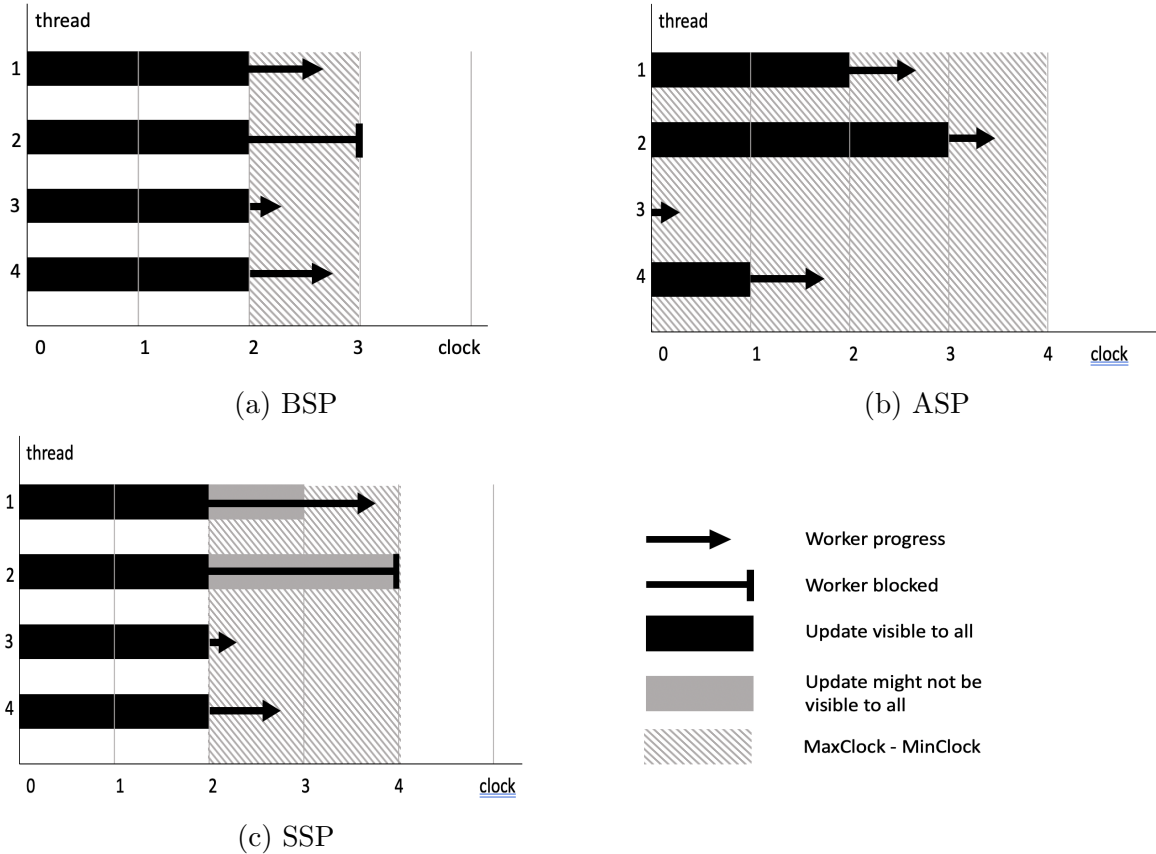 thread
1
2
3
4
0 1 2 3 clock
(a) BSP
thread
1
2
3
4
0 1 2 3 4 clock
(b) ASP
thread
1
2
3
4
0 1 2 3 4 clock
(c) SSP
Worker progress
Worker blocked
Update visible to all
Update might not be
visible to all
MaxClock - MinClock